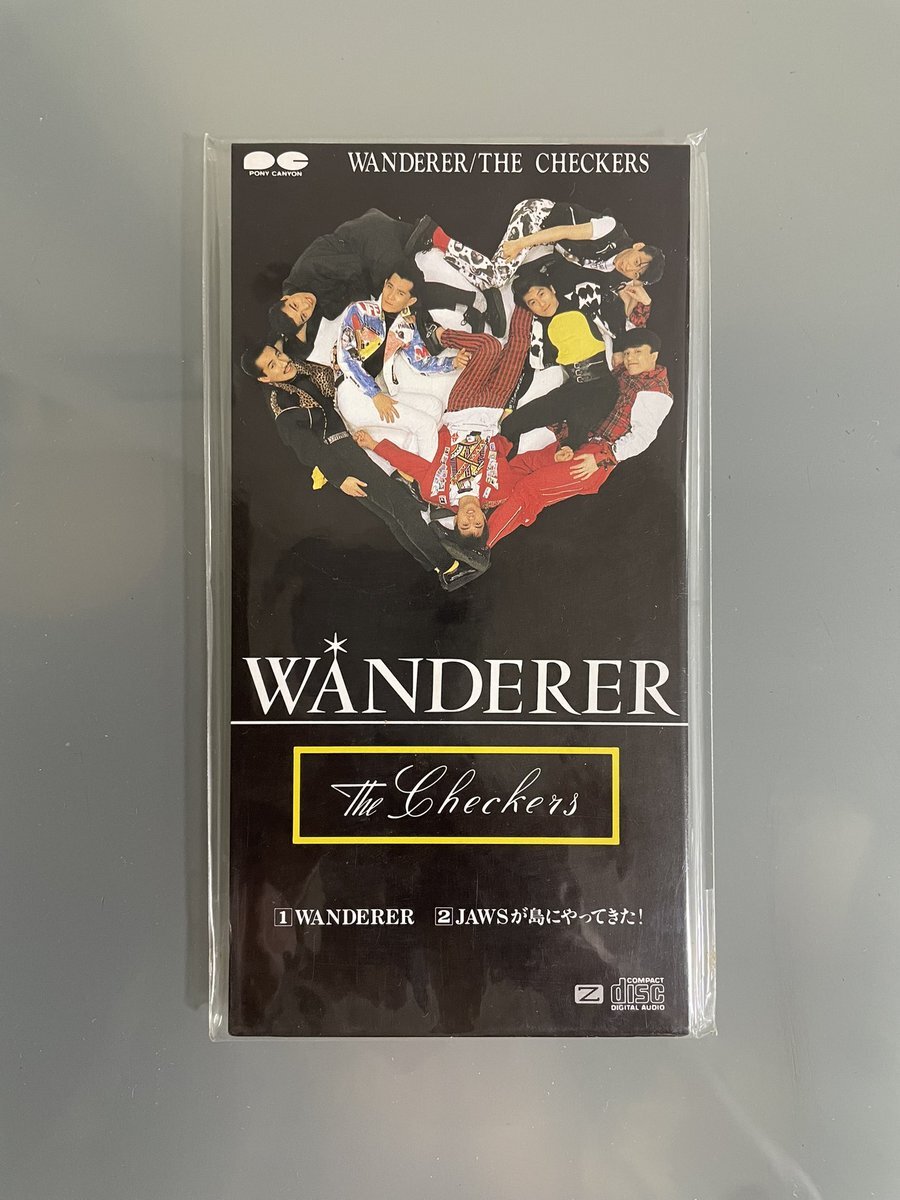 PONY CANYON
WANDERER/THE CHECKERS
WANDERER
The Checkers
1 WANDERER 2 JAWSが島にやってきた!
Z COMPACT
disc
DIGITAL AUDIO